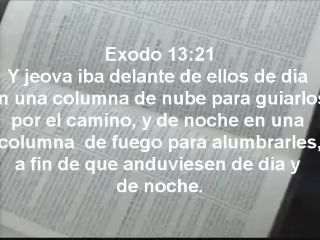 Exodo 13:21
Y jeova iba delante de ellos de dia
n una columna de nube para guiarlos
por el camino, y de noche en una
columna de fuego para alumbrarles,
a fin de que anduviesen de dia y
de noche.